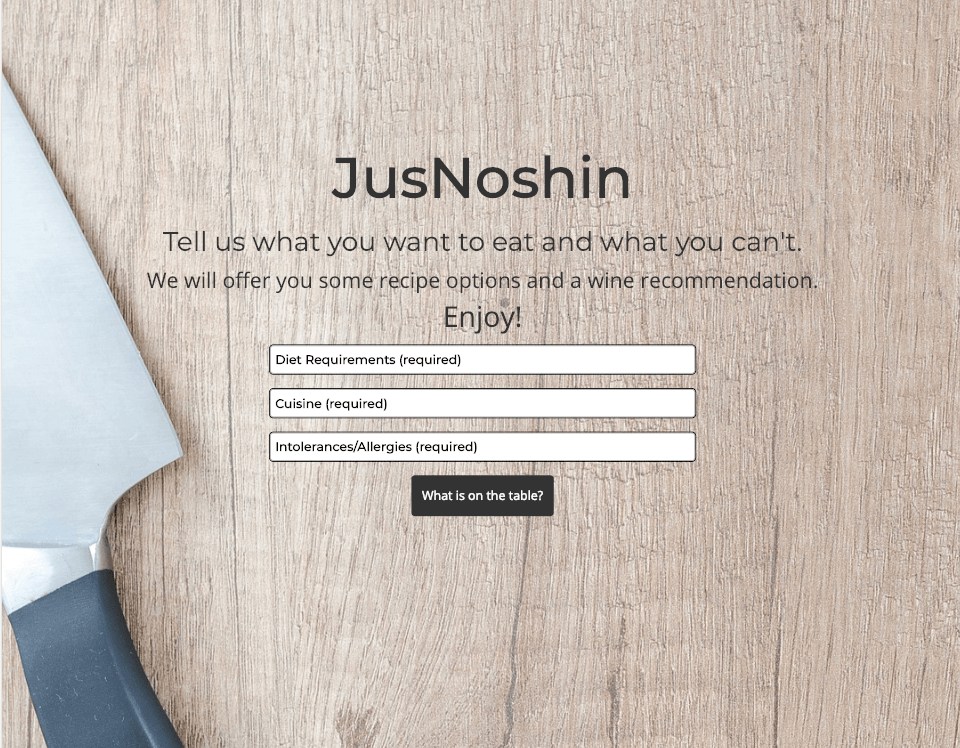 JusNoshin
Tell us what you want to eat and what you can't.
We will offer you some recipe options and a wine recommendation.
Enjoy!
Diet Requirements (required)
Cuisine (required)
Intolerances/Allergies (required)
What is on the table?